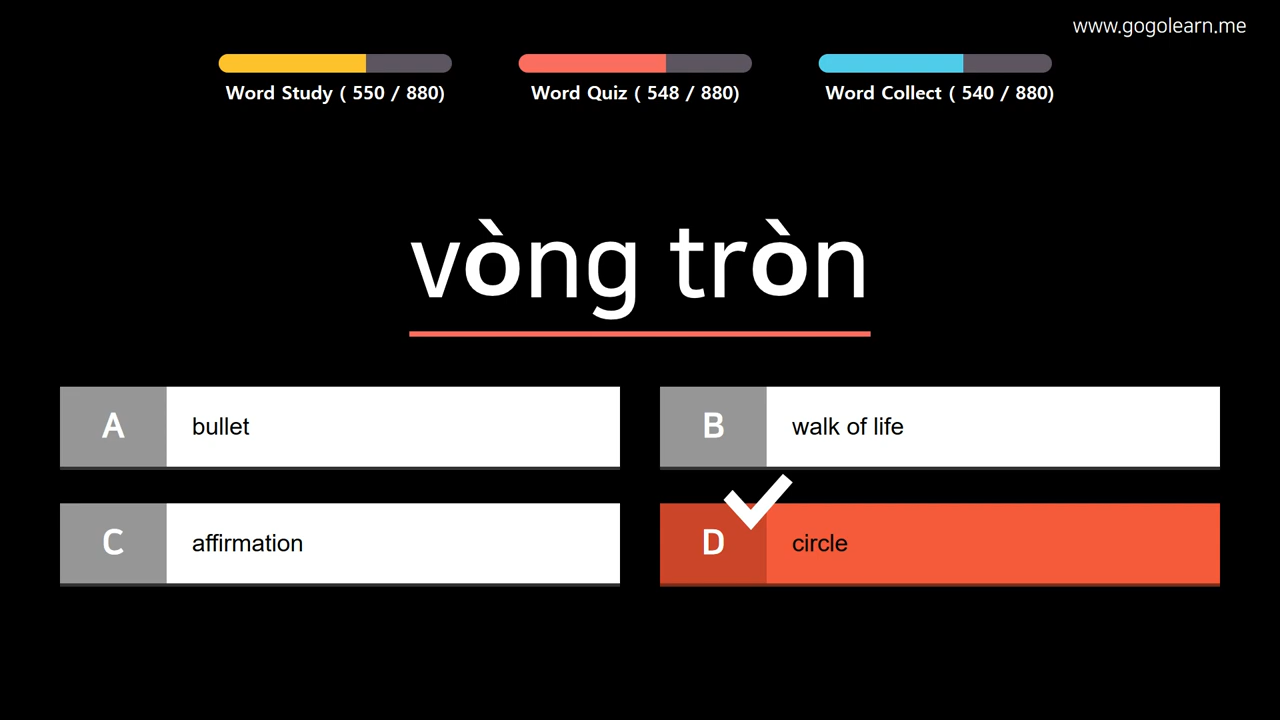 www.gogolearn.me
Word Study ( 550 / 880)
Word Quiz ( 548 / 880)
Word Collect ( 540 / 880)
vòng tròn
A bullet
B walk of life
C affirmation
D circle